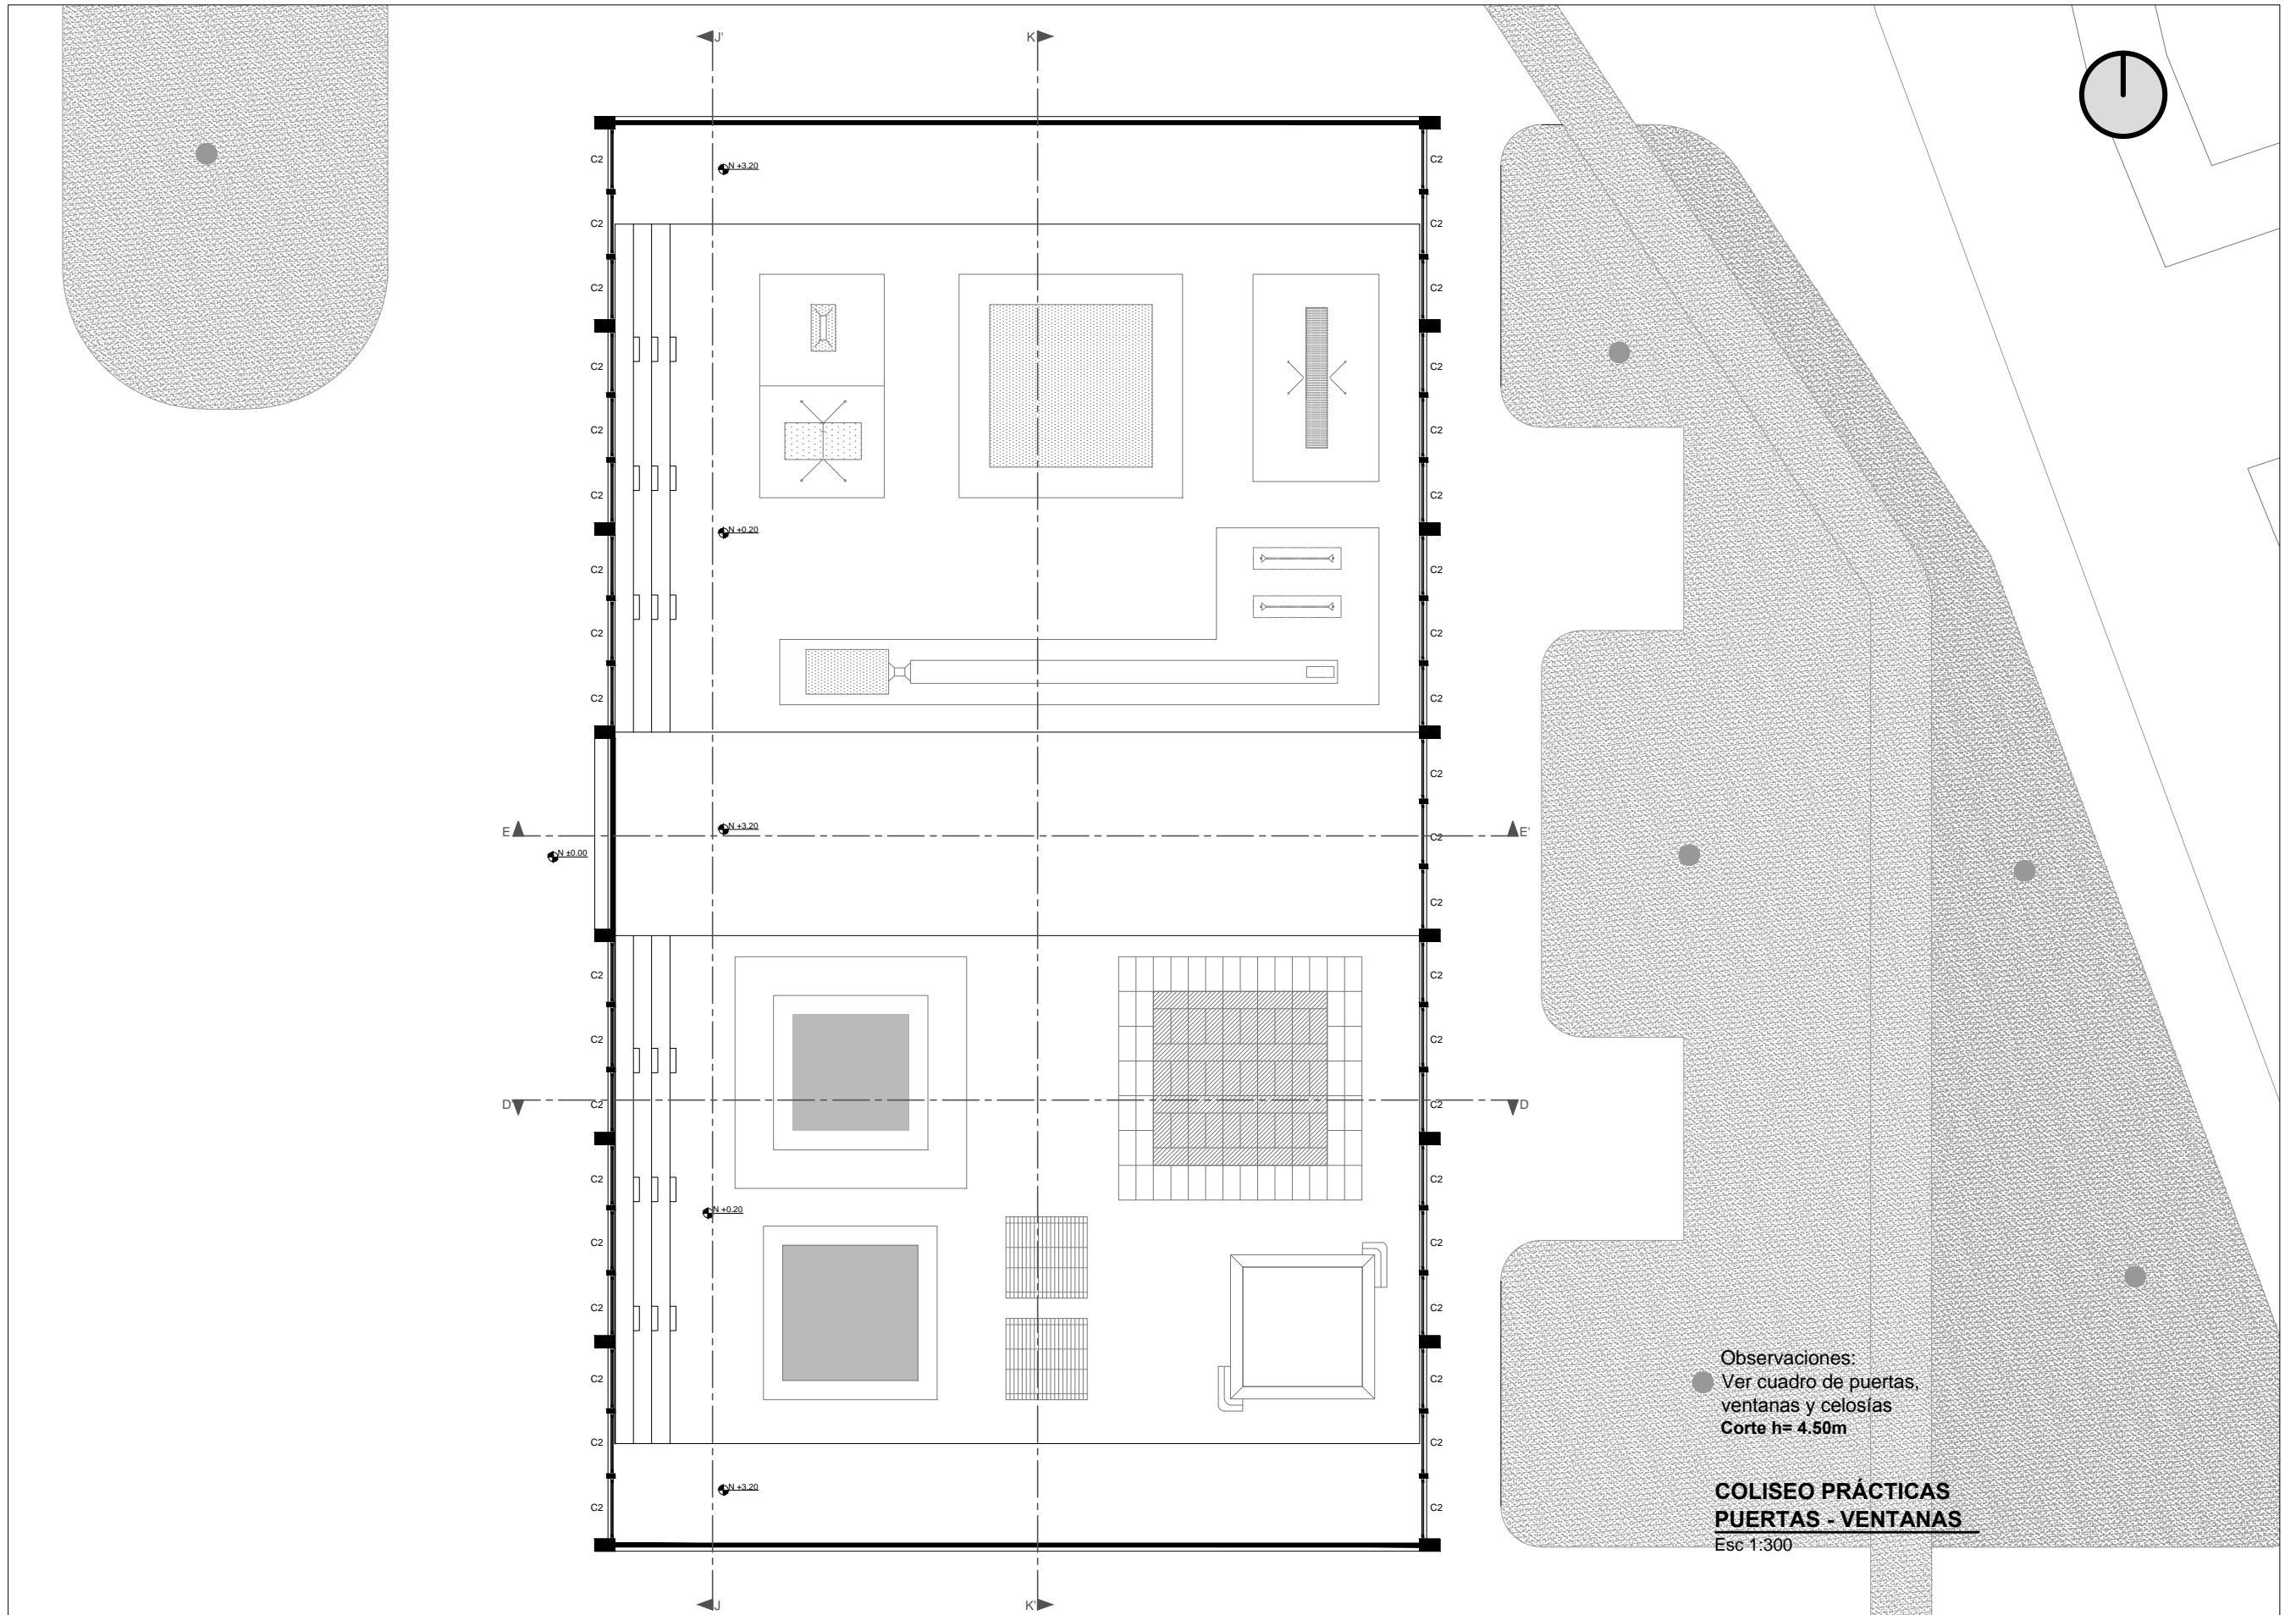 J' K
C2 N +3.20 C2
C2 C2
C2 C2
C2 C2
C2 C2
C2 C2
N +0.20
C2 C2
C2 C2
C2 C2
C2
N +3.20
E C2 E'
N ±0.00
C2
C2 C2
C2 C2
D C2 C2 D
C2 C2
N +0.20
C2 C2
C2 C2
C2 C2
C2 C2
N +3.20
C2 C2
J K'
Observaciones:
Ver cuadro de puertas,
ventanas y celosías
Corte h= 4.50m
COLISEO PRÁCTICAS
PUERTAS - VENTANAS
Esc 1:300